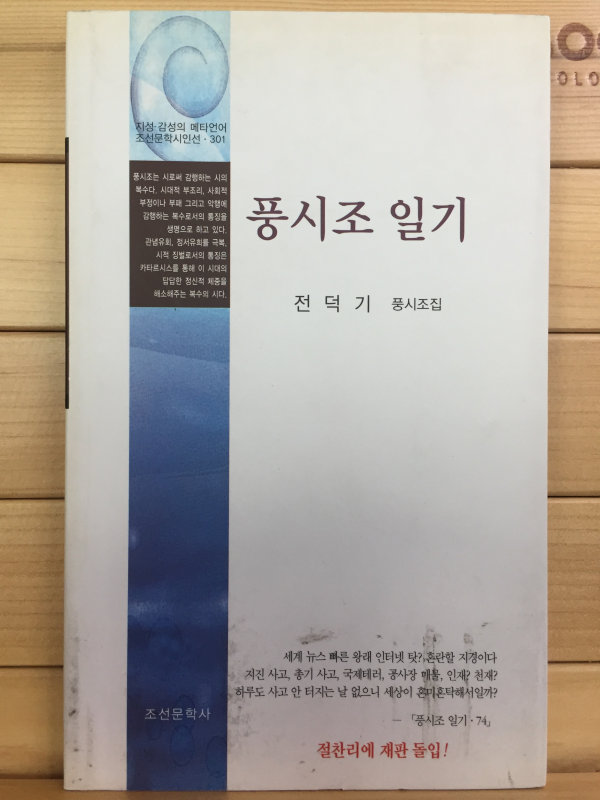 지성·감성의 메타언어
조선문학시인선·301
풍시조는 시로써 감행하는 시의
복수다. 시대적 부조리, 사회적
부정이나 부패 그리고 악행에
감행하는 복수로서의 통징을
생명으로 하고 있다.
관념유희, 정서유희를 극복,
시적 징벌로서의 통징은
카타르시스를 통해 이 시대의
답답한 정신적 체증을
해소해주는 복수의 시다.
풍시조 일기
전덕기 풍시조집
세계 뉴스 빠른 왕래 인터넷 탓?, 혼란할 지경이다
지진 사고, 총기 사고, 국제테러, 공사장 매몰, 인재? 천재?
하루도 사고 안 터지는 날 없으니 세상이 혼미혼탁해서일까?
― 「풍시조 일기·74」
조선문학사
절찬리에 재판 돌입!